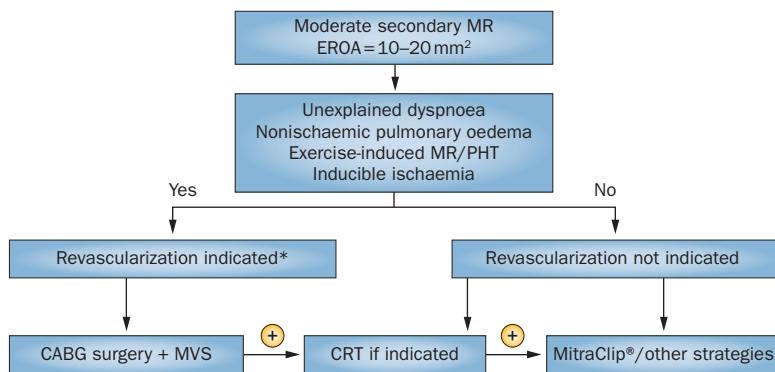 Moderate secondary MR
EROA = 10–20 mm²
Unexplained dyspnoea
Nonischaemic pulmonary oedema
Exercise-induced MR/PHT
Inducible ischaemia
Yes
No
Revascularization indicated*
Revascularization not indicated
CABG surgery + MVS
+
CRT if indicated
+
MitraClip®/other strategies